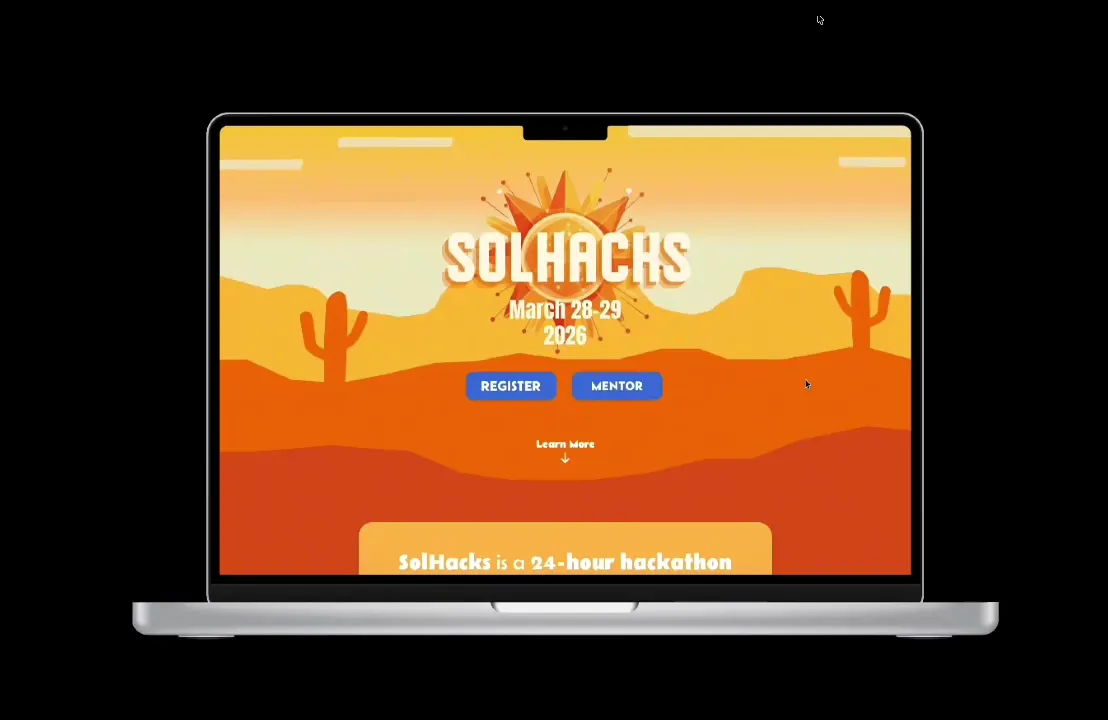 SOLHACKS
March 28-29
2026
REGISTER
MENTOR
Learn More
SolHacks is a 24-hour hackathon